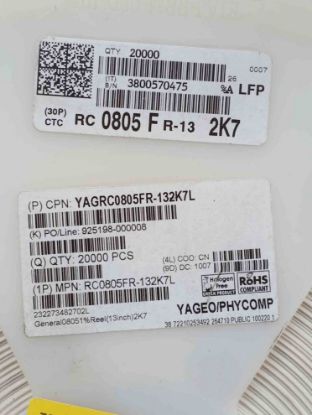 QTY 20000 0007
(1T)
S/N 3800570475 26
%A LFP
(30P)
CTC RC 0805 F R-13 2K7
(P) CPN: YAGRC0805FR-132K7L
(K) PO/Line: 925198-000008
(Q) QTY: 20000 PCS (4L) COO CN
(9D) DC: 1007
Halogen Free
RoHS COMPLIANT
(1P) MPN: RC0805FR-132K7L
232273482702L
YAGEO/PHYCOMP
General08051%Reel(13inch)2K7